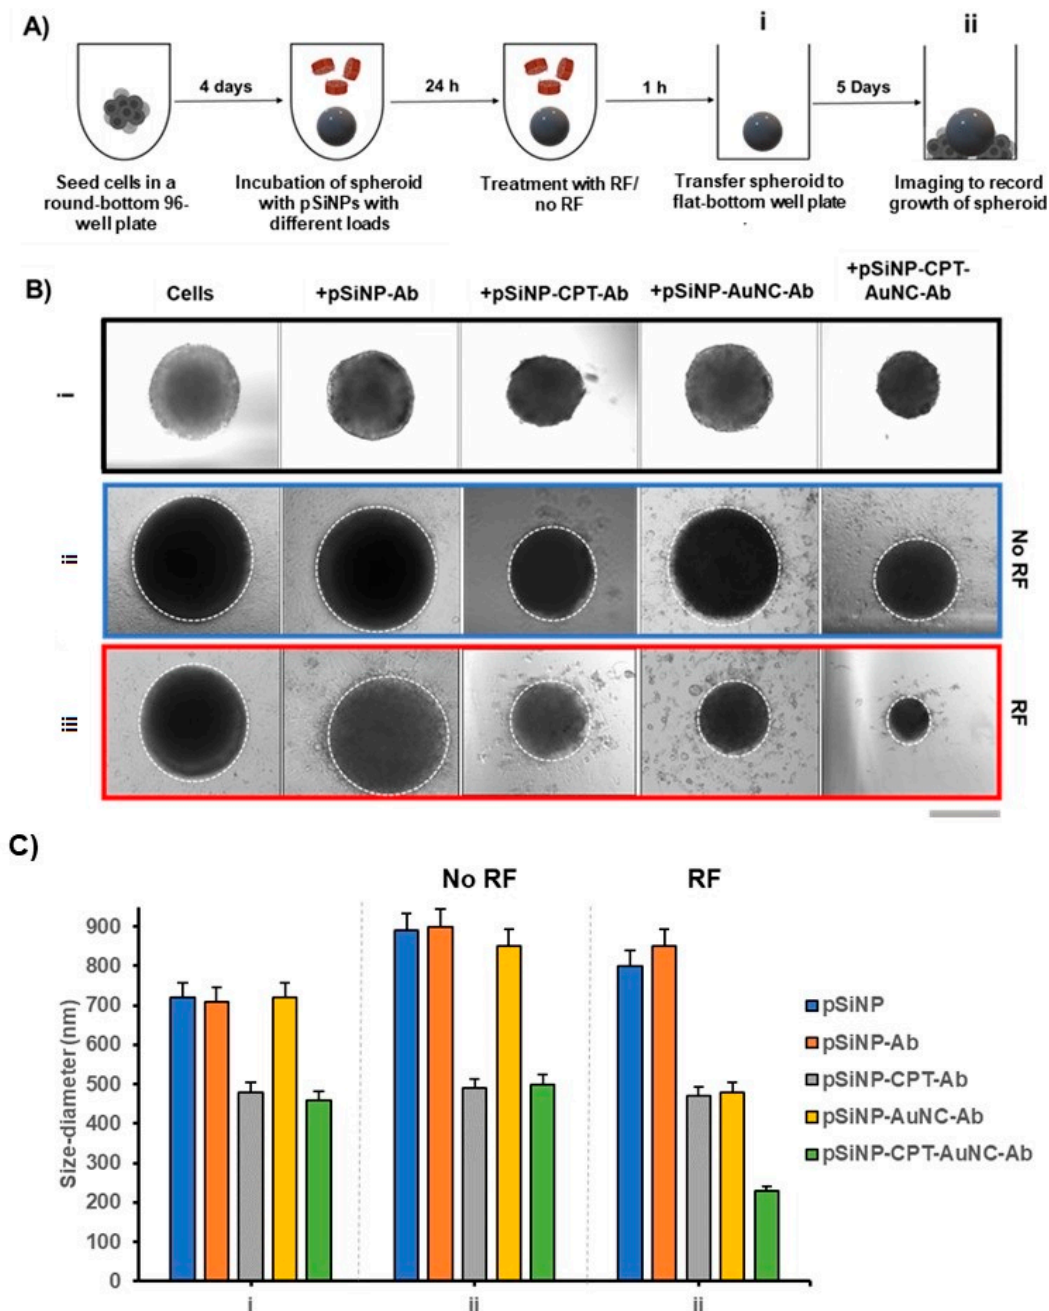 A)
i
ii
4 days
24 h
1 h
5 Days
Seed cells in a
round-bottom 96-
well plate
Incubation of spheroid
with pSiNPs with
different loads
Treatment with RF/
no RF
Transfer spheroid to
flat-bottom well plate
Imaging to record
growth of spheroid
B)
Cells
+pSiNP-Ab
+pSiNP-CPT-Ab
+pSiNP-AuNC-Ab
+pSiNP-CPT-
AuNC-Ab
i
ii
No RF
iii
RF
C)
No RF
RF
Size-diameter (nm)
900
800
700
600
500
400
300
200
100
0
i
ii
ii
pSiNP
pSiNP-Ab
pSiNP-CPT-Ab
pSiNP-AuNC-Ab
pSiNP-CPT-AuNC-Ab